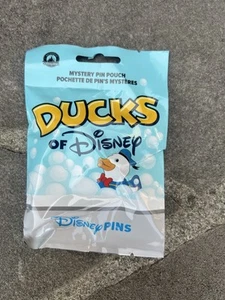 MYSTERY PIN POUCH
POCHETTE DE PIN'S MYSTÈRES
DUCKS
OF Disney
Disney PINS